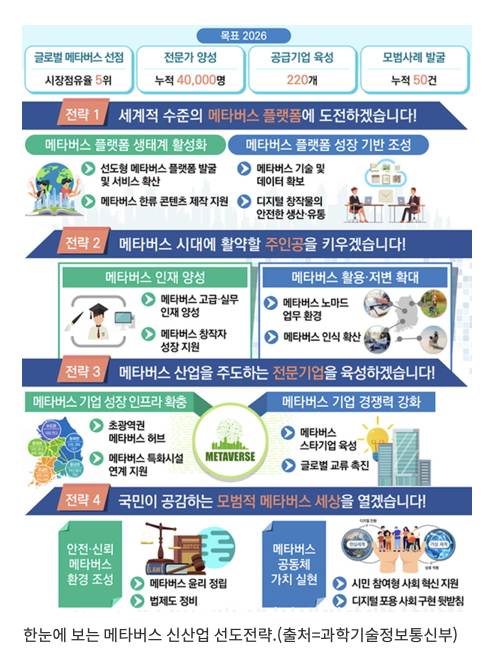 목표 2026
글로벌 메타버스 선점
시장점유율 5위
전문가 양성
누적 40,000명
공급기업 육성
220개
모범사례 발굴
누적 50건
전략 1 세계적 수준의 메타버스 플랫폼에 도전하겠습니다!
메타버스 플랫폼 생태계 활성화
선도형 메타버스 플랫폼 발굴
및 서비스 확산
메타버스 한류 콘텐츠 제작 지원
메타버스 플랫폼 성장 기반 조성
메타버스 기술 및
데이터 확보
디지털 창작물의
안전한 생산·유통
전략 2 메타버스 시대에 활약할 주인공을 키우겠습니다!
메타버스 인재 양성
메타버스 고급·실무
인재 양성
메타버스 창작자
성장 지원
메타버스 활용·저변 확대
메타버스 노마드
업무 환경
메타버스 인식 확산
전략 3 메타버스 산업을 주도하는 전문기업을 육성하겠습니다!
메타버스 기업 성장 인프라 확충
초광역권
메타버스 허브
메타버스 특화시설
연계 지원
METAVERSE
메타버스 기업 경쟁력 강화
메타버스
스타기업 육성
글로벌 교류 촉진
전략 4 국민이 공감하는 모범적 메타버스 세상을 열겠습니다!
안전·신뢰
메타버스
환경 조성
LAW
JUSTICE
메타버스 윤리 정립
법제도 정비
메타버스
공동체
가치 실현
현실세계
가상 세계
시민 참여형 사회 혁신 지원
디지털 포용 사회 구현 뒷받침
한눈에 보는 메타버스 신산업 선도전략.(출처=과학기술정보통신부)